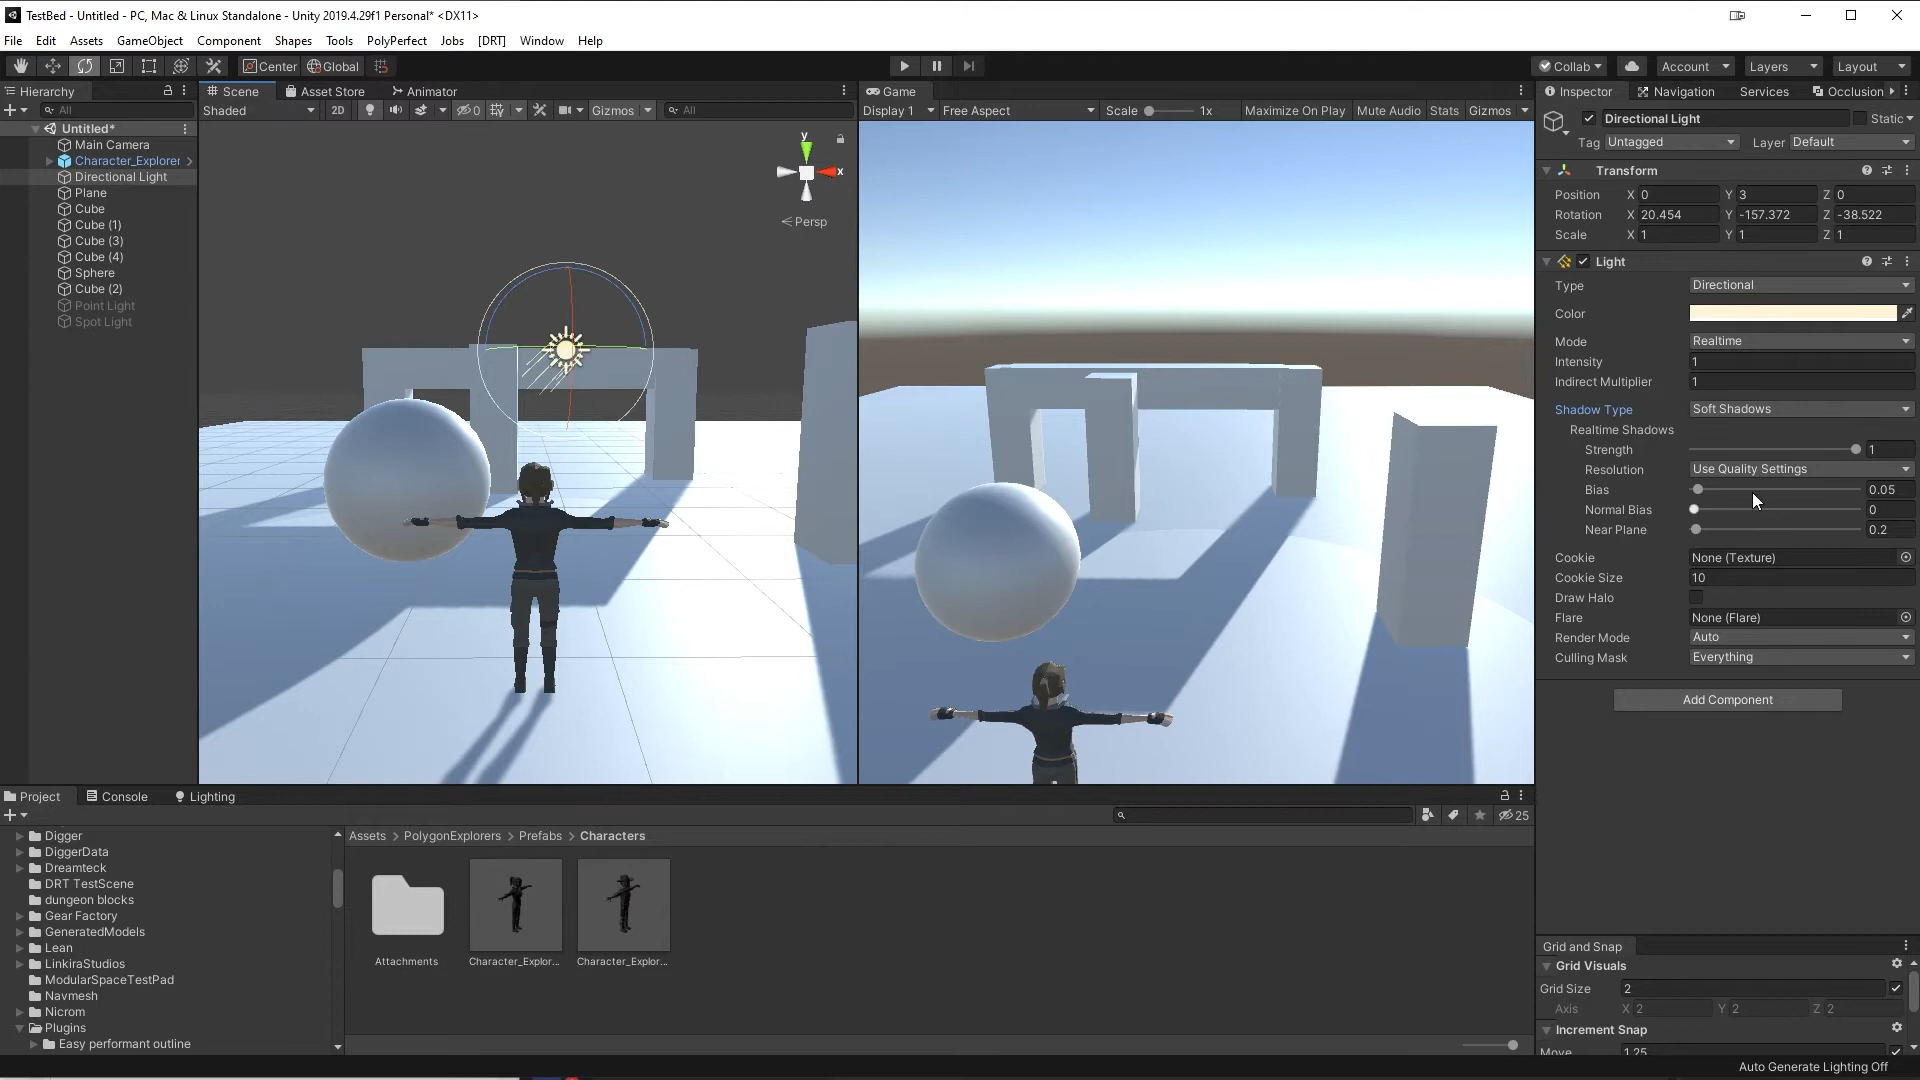 TestBed - Untitled - PC, Mac & Linux Standalone - Unity 2019.4.29f1 Personal* <DX11>
File Edit Assets GameObject Component Shapes Tools PolyPerfect Jobs [DRT] Window Help
Center Global Collab Account Layers Layout
Hierarchy
All
Untitled*
Main Camera
Character_Explorer
Directional Light
Plane
Cube
Cube (1)
Cube (3)
Cube (4)
Sphere
Cube (2)
Point Light
Spot Light
Scene Asset Store Animator
Shaded 2D 0 Gizmos All
y
x
Persp
Game
Display 1 Free Aspect Scale 1x Maximize On Play Mute Audio Stats Gizmos
Inspector Navigation Services Occlusion
Directional Light Static
Tag Untagged Layer Default
Transform
Position X 0 Y 3 Z 0
Rotation X 20.454 Y -157.372 Z -38.522
Scale X 1 Y 1 Z 1
Light
Type Directional
Color
Mode Realtime
Intensity 1
Indirect Multiplier 1
Shadow Type Soft Shadows
Realtime Shadows
Strength 1
Resolution Use Quality Settings
Bias 0.05
Normal Bias 0
Near Plane 0.2
Cookie None (Texture)
Cookie Size 10
Draw Halo
Flare None (Flare)
Render Mode Auto
Culling Mask Everything
Add Component
Project Console Lighting
25
Digger
DiggerData
Dreamteck
DRT TestScene
dungeon blocks
Gear Factory
GeneratedModels
Lean
LinkiraStudios
ModularSpaceTestPad
Navmesh
Nicrom
Plugins
Easy performant outline
Assets > PolygonExplorers > Prefabs > Characters
Attachments Character_Explor... Character_Explor...
Grid and Snap
Grid Visuals
Grid Size 2
Axis X 2 Y 2 Z 2
Increment Snap
Move 1.25
Auto Generate Lighting Off